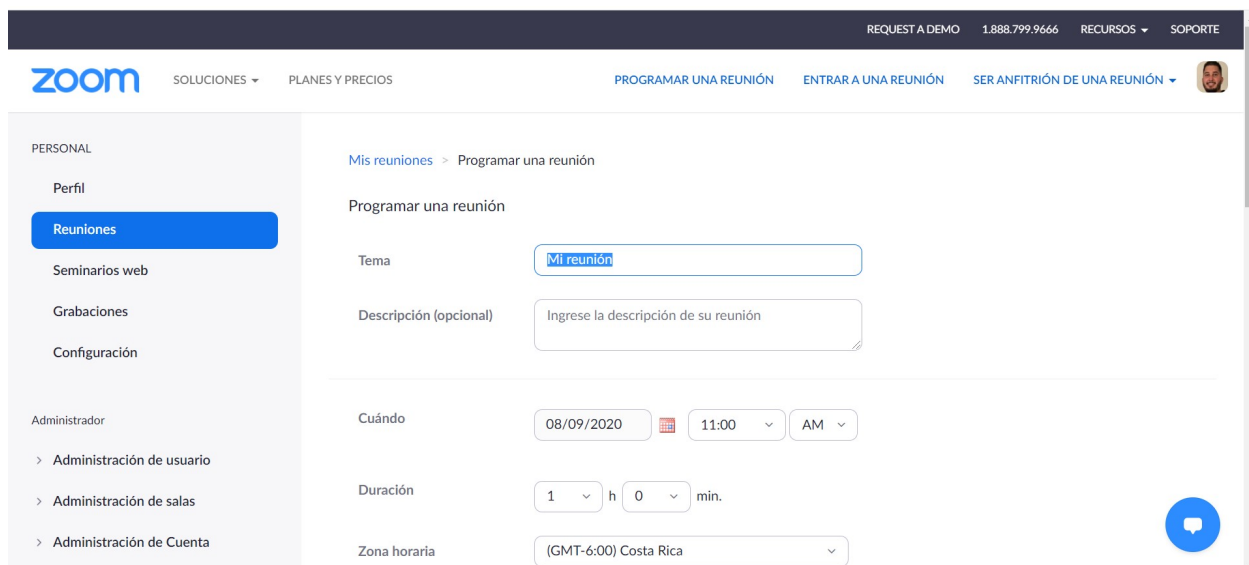 REQUEST A DEMO 1.888.799.9666 RECURSOS SOPORTE
zoom SOLUCIONES PLANES Y PRECIOS PROGRAMAR UNA REUNIÓN ENTRAR A UNA REUNIÓN SER ANFITRIÓN DE UNA REUNIÓN
PERSONAL
Perfil
Reuniones
Seminarios web
Grabaciones
Configuración
Administrador
> Administración de usuario
> Administración de salas
> Administración de Cuenta
Mis reuniones > Programar una reunión
Programar una reunión
Tema Mi reunión
Descripción (opcional) Ingrese la descripción de su reunión
Cuándo 08/09/2020 11:00 AM
Duración 1 h 0 min.
Zona horaria (GMT-6:00) Costa Rica